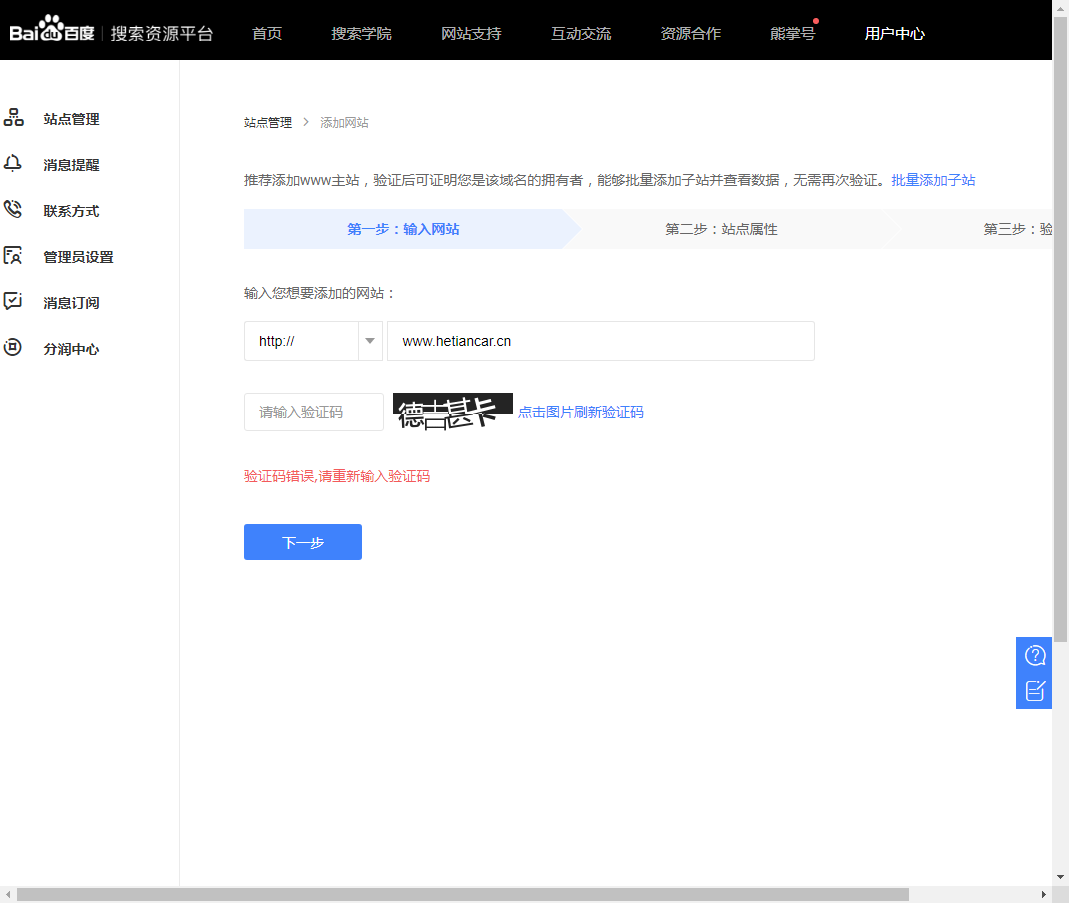 Bai du 百度 搜索资源平台 首页 搜索学院 网站支持 互动交流 资源合作 熊掌号 用户中心
站点管理
消息提醒
联系方式
管理员设置
消息订阅
分润中心
站点管理 > 添加网站
推荐添加www主站，验证后可证明您是该域名的拥有者，能够批量添加子站并查看数据，无需再次验证。批量添加子站
第一步：输入网站 第二步：站点属性 第三步：验
输入您想要添加的网站：
http:// www.hetiancar.cn
请输入验证码 点击图片刷新验证码
验证码错误,请重新输入验证码
下一步